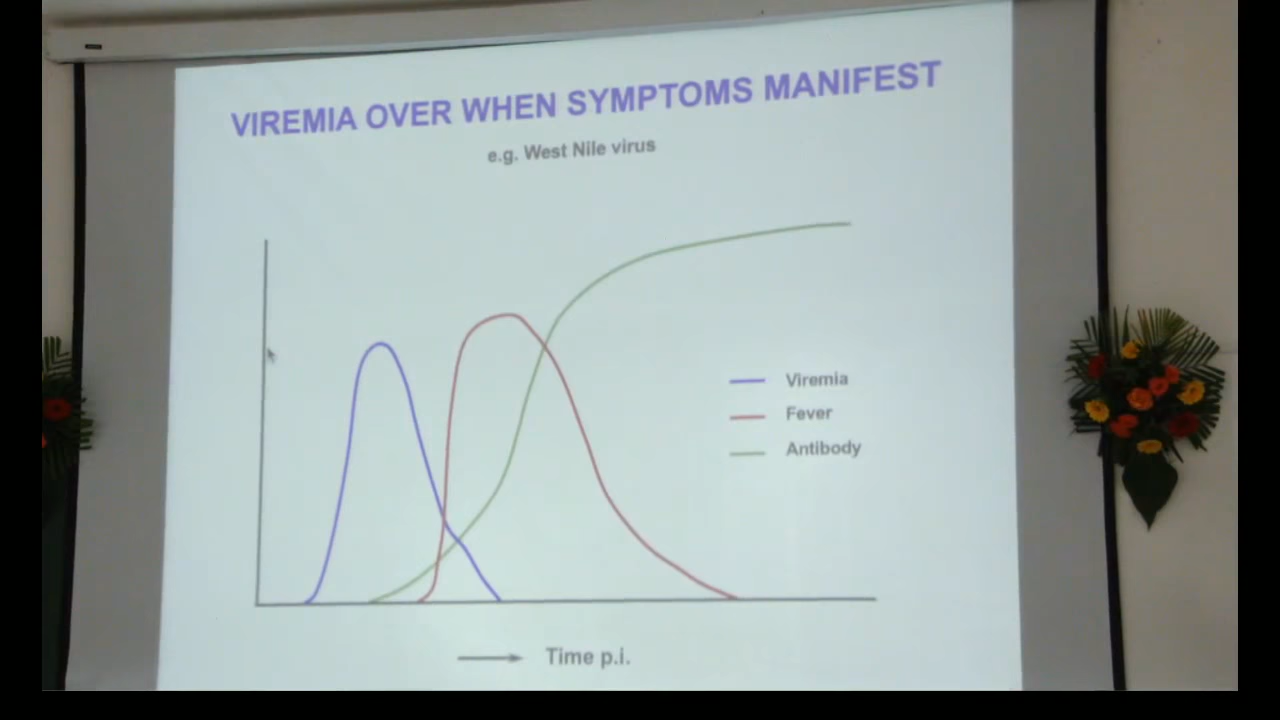 VIREMIA OVER WHEN SYMPTOMS MANIFEST
e.g. West Nile virus
Viremia
Fever
Antibody
Time p.i.